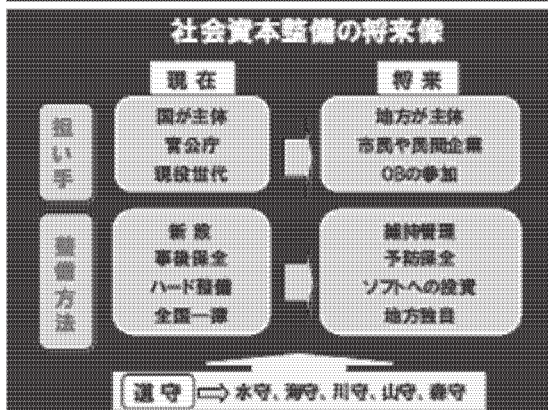 社会資本整備の将来像
現在
将来
担い手
国が主体
官公庁
現役世代
地方が主体
市民や民間企業
OBの参加
整備方法
新設
事後保全
ハード整備
全国一律
維持管理
予防保全
ソフトへの投資
地方独自
道守 ⇨ 水守、海守、川守、山守、森守